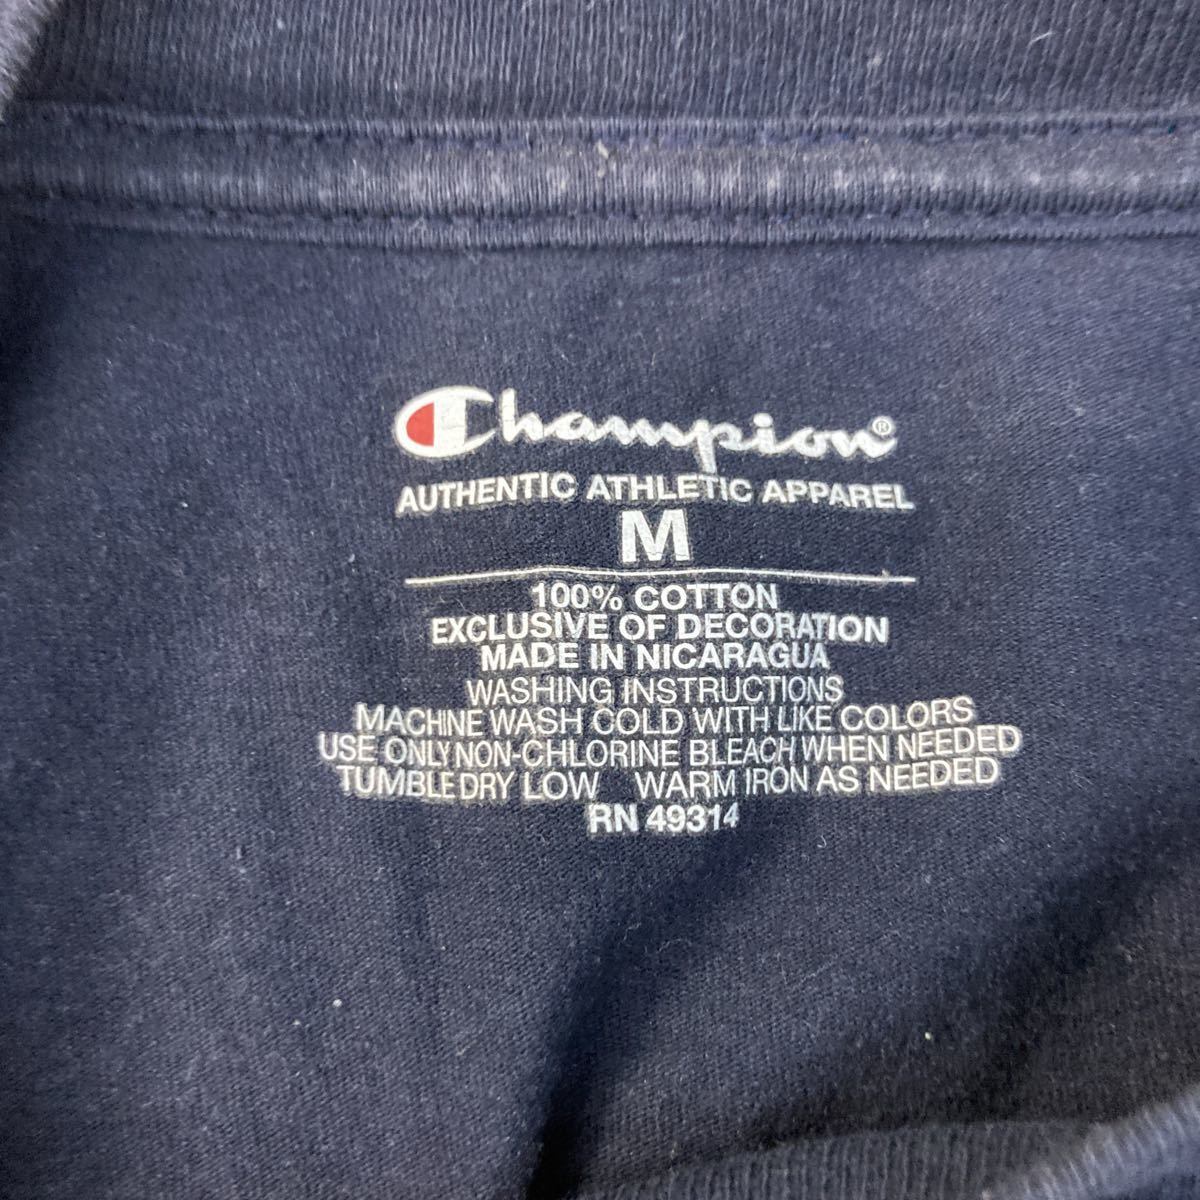 Champion®
AUTHENTIC ATHLETIC APPAREL
M
100% COTTON
EXCLUSIVE OF DECORATION
MADE IN NICARAGUA
WASHING INSTRUCTIONS
MACHINE WASH COLD WITH LIKE COLORS
USE ONLY NON-CHLORINE BLEACH WHEN NEEDED
TUMBLE DRY LOW WARM IRON AS NEEDED
RN 49314